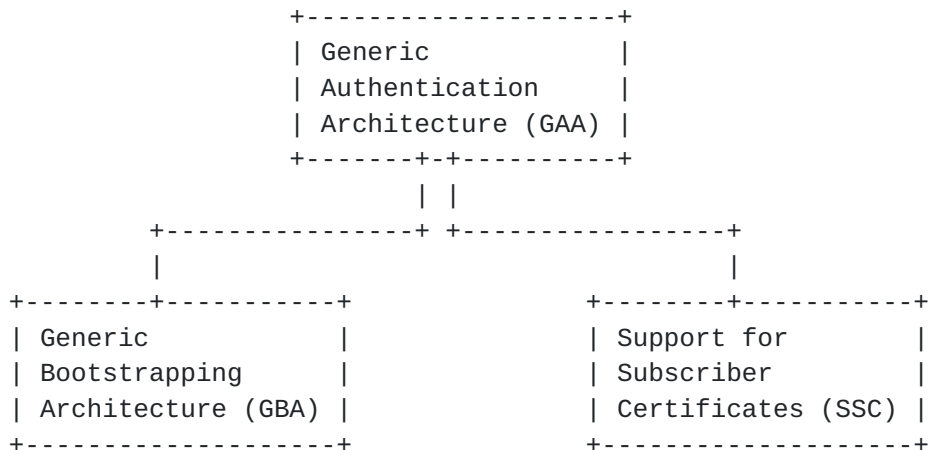 Generic
Authentication
Architecture (GAA)
Generic
Bootstrapping
Architecture (GBA)
Support for
Subscriber
Certificates (SSC)